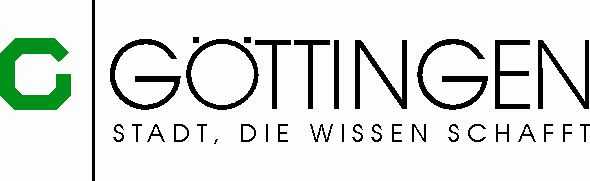 G
GÖTTINGEN
STADT, DIE WISSEN SCHAFFT